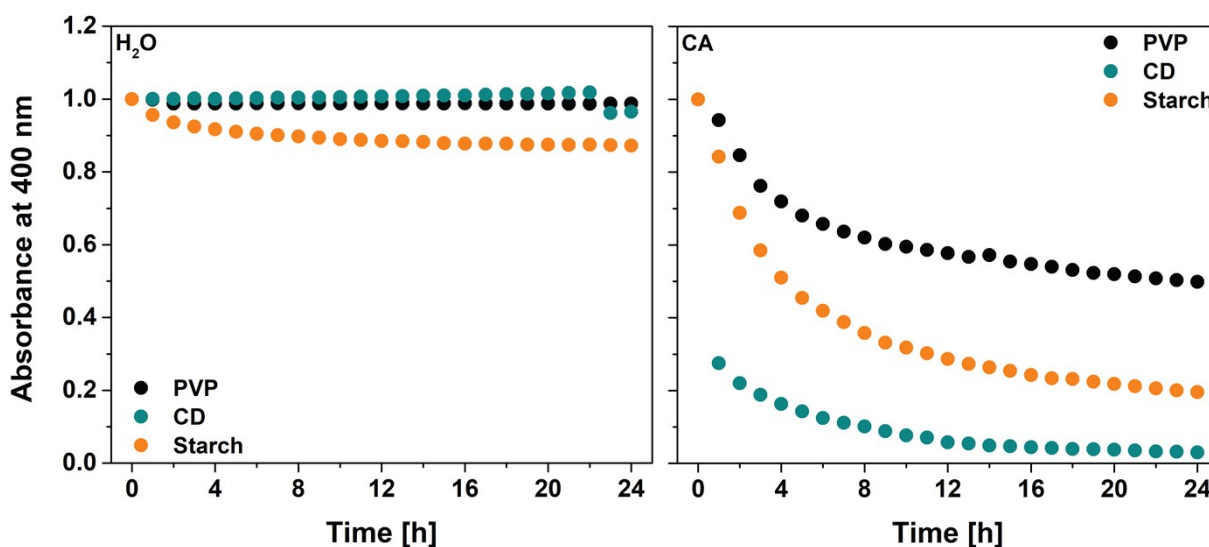 Absorbance at 400 nm
1.2
1.0
0.8
0.6
0.4
0.2
0.0
H₂O
PVP
CD
Starch
0 4 8 12 16 20 24
Time [h]
CA
PVP
CD
Starch
0 4 8 12 16 20 24
Time [h]